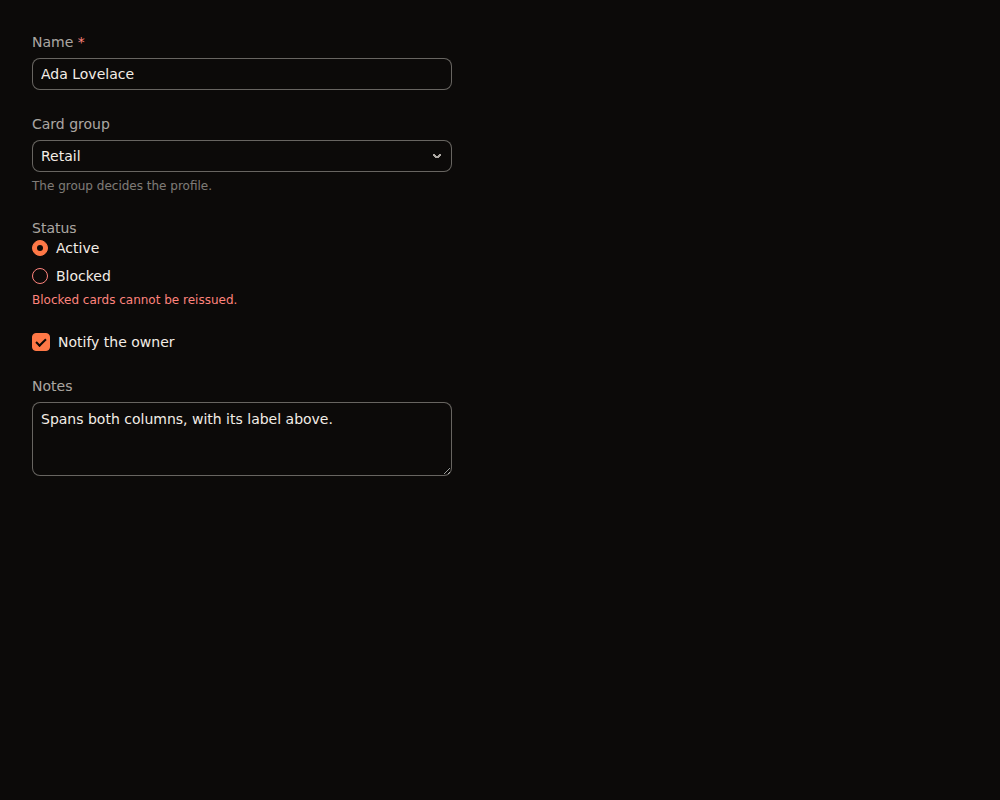 Name *
Ada Lovelace
Card group
Retail
The group decides the profile.
Status
Active
Blocked
Blocked cards cannot be reissued.
Notify the owner
Notes
Spans both columns, with its label above.